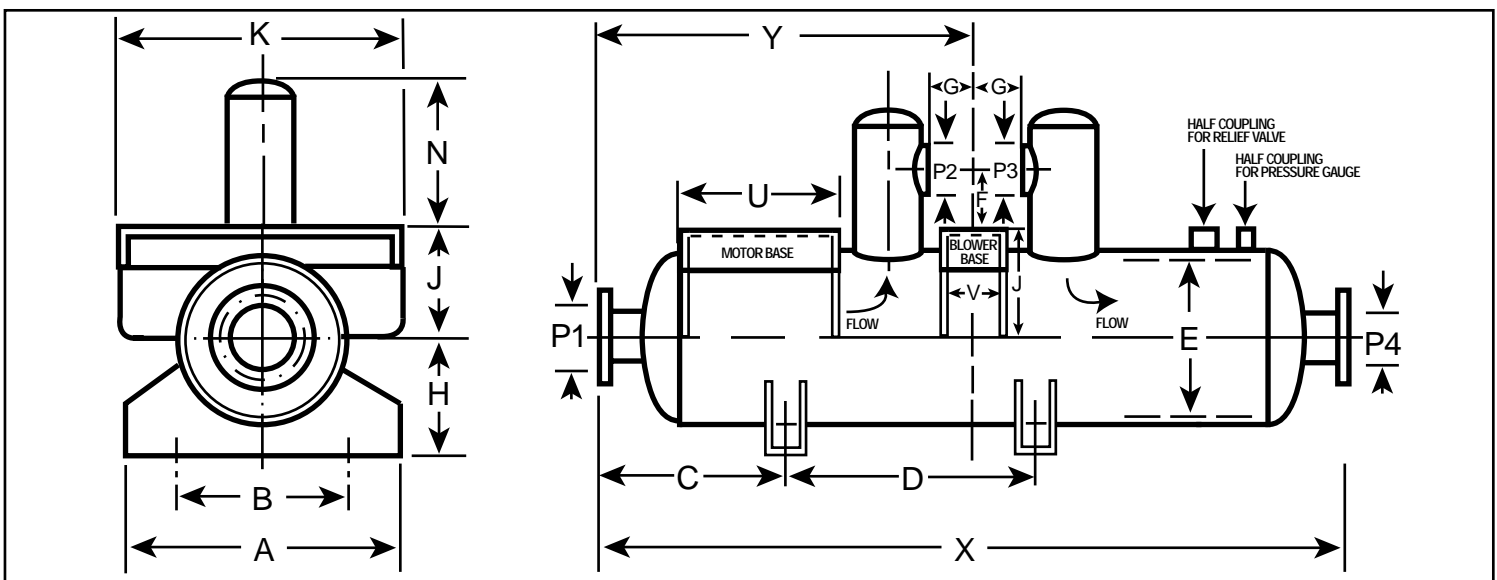 K
N
J
H
B
A
Y
G
G
P2
P3
F
U
MOTOR BASE
BLOWER
BASE
J
V
FLOW
FLOW
HALF COUPLING
FOR RELIEF VALVE
HALF COUPLING
FOR PRESSURE GAUGE
P1
E
P4
C
D
X